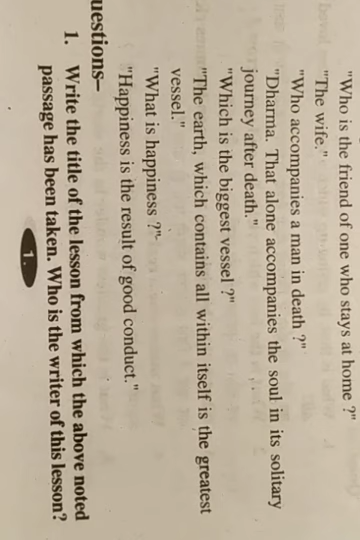 "Who is the friend of one who stays at home ?"
"The wife."
"Who accompanies a man in death ?"
"Dharma. That alone accompanies the soul in its solitary
journey after death."
"Which is the biggest vessel ?"
"The earth, which contains all within itself is the greatest
vessel."
"What is happiness ?"
"Happiness is the result of good conduct."
uestions–
1. Write the title of the lesson from which the above noted
passage has been taken. Who is the writer of this lesson?
1.